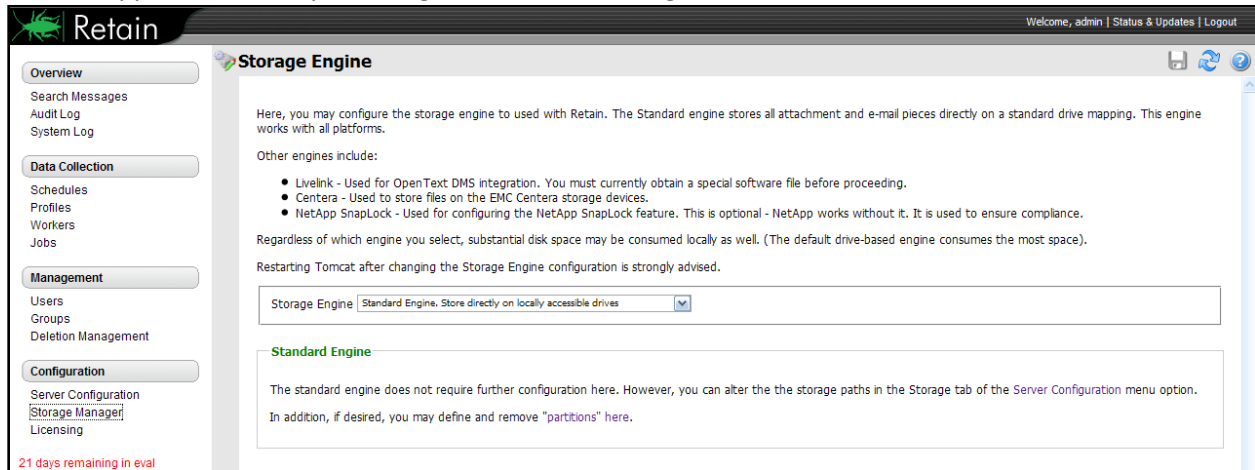 Retain
Welcome, admin | Status & Updates | Logout
Storage Engine
Overview
Search Messages
Audit Log
System Log
Data Collection
Schedules
Profiles
Workers
Jobs
Management
Users
Groups
Deletion Management
Configuration
Server Configuration
Storage Manager
Licensing
21 days remaining in eval
Here, you may configure the storage engine to used with Retain. The Standard engine stores all attachment and e-mail pieces directly on a standard drive mapping. This engine
works with all platforms.
Other engines include:
Livelink - Used for OpenText DMS integration. You must currently obtain a special software file before proceeding.
Centera - Used to store files on the EMC Centera storage devices.
NetApp SnapLock - Used for configuring the NetApp SnapLock feature. This is optional - NetApp works without it. It is used to ensure compliance.
Regardless of which engine you select, substantial disk space may be consumed locally as well. (The default drive-based engine consumes the most space).
Restarting Tomcat after changing the Storage Engine configuration is strongly advised.
Storage Engine Standard Engine. Store directly on locally accessible drives
Standard Engine
The standard engine does not require further configuration here. However, you can alter the the storage paths in the Storage tab of the Server Configuration menu option.
In addition, if desired, you may define and remove "partitions" here.